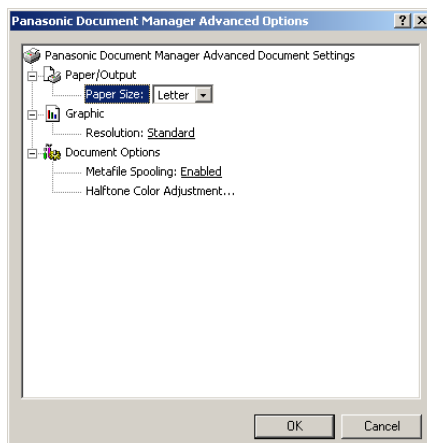 Panasonic Document Manager Advanced Options
Panasonic Document Manager Advanced Document Settings
Paper/Output
Paper Size: Letter
Graphic
Resolution: Standard
Document Options
Metafile Spooling: Enabled
Halftone Color Adjustment...
OK Cancel